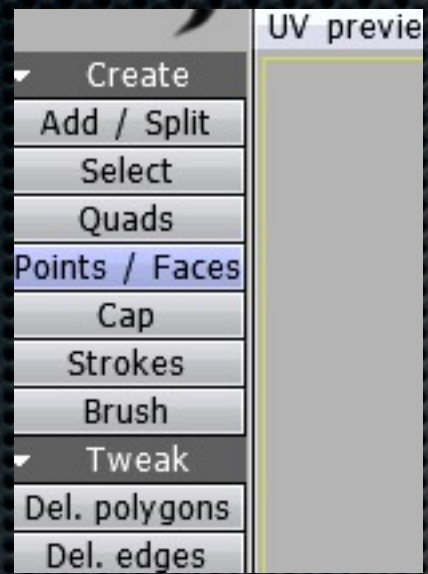 UV previe
Create
Add / Split
Select
Quads
Points / Faces
Cap
Strokes
Brush
Tweak
Del. polygons
Del. edges